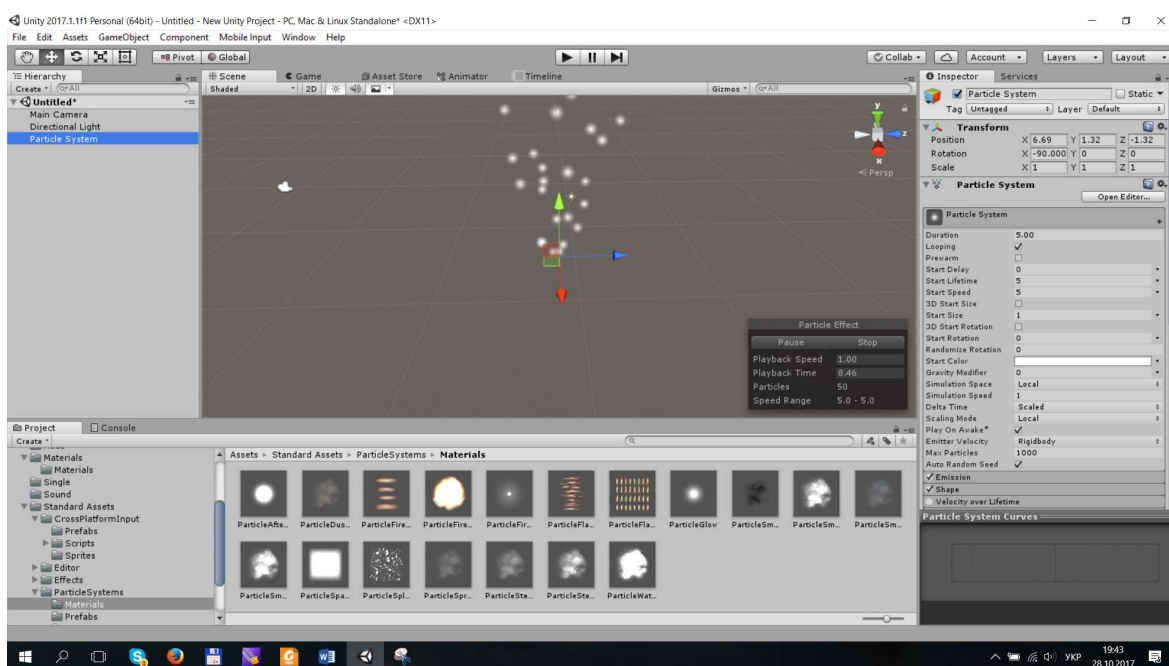 Unity 2017.1.1f1 Personal (64bit) - Untitled - New Unity Project - PC, Mac & Linux Standalone* <DX11>
File Edit Assets GameObject Component Mobile Input Window Help
Pivot Global Collab Account Layers Layout
Hierarchy
Create All
Untitled*
Main Camera
Directional Light
Particle System
Scene Game Asset Store Animator Timeline
Shaded 2D Gizmos All
y
z
x
Persp
Particle Effect
Pause Stop
Playback Speed 1.00
Playback Time 8.46
Particles 50
Speed Range 5.0 - 5.0
Inspector Services
Particle System Static
Tag Untagged Layer Default
Transform
Position X 6.69 Y 1.32 Z -1.32
Rotation X -90.000 Y 0 Z 0
Scale X 1 Y 1 Z 1
Particle System
Open Editor...
Particle System
Duration 5.00
Looping
Prewarm
Start Delay 0
Start Lifetime 5
Start Speed 5
3D Start Size
Start Size 1
3D Start Rotation
Start Rotation 0
Randomize Rotation 0
Start Color
Gravity Modifier 0
Simulation Space Local
Simulation Speed 1
Delta Time Scaled
Scaling Mode Local
Play On Awake*
Emitter Velocity Rigidbody
Max Particles 1000
Auto Random Seed
Emission
Shape
Velocity over Lifetime
Particle System Curves
Project Console
Create
Materials
Materials
Single
Sound
Standard Assets
CrossPlatformInput
Prefabs
Scripts
Sprites
Editor
Effects
ParticleSystems
Materials
Prefabs
Assets Standard Assets ParticleSystems Materials
ParticleAfte... ParticleDus... ParticleFire... ParticleFire... ParticleFir... ParticleFla... ParticleFla... ParticleGlow ParticleSm... ParticleSm... ParticleSm...
ParticleSm... ParticleSpa... ParticleSpl... ParticleSpr... ParticleSte... ParticleSte... ParticleWat...
УКР
19:43
28.10.2017